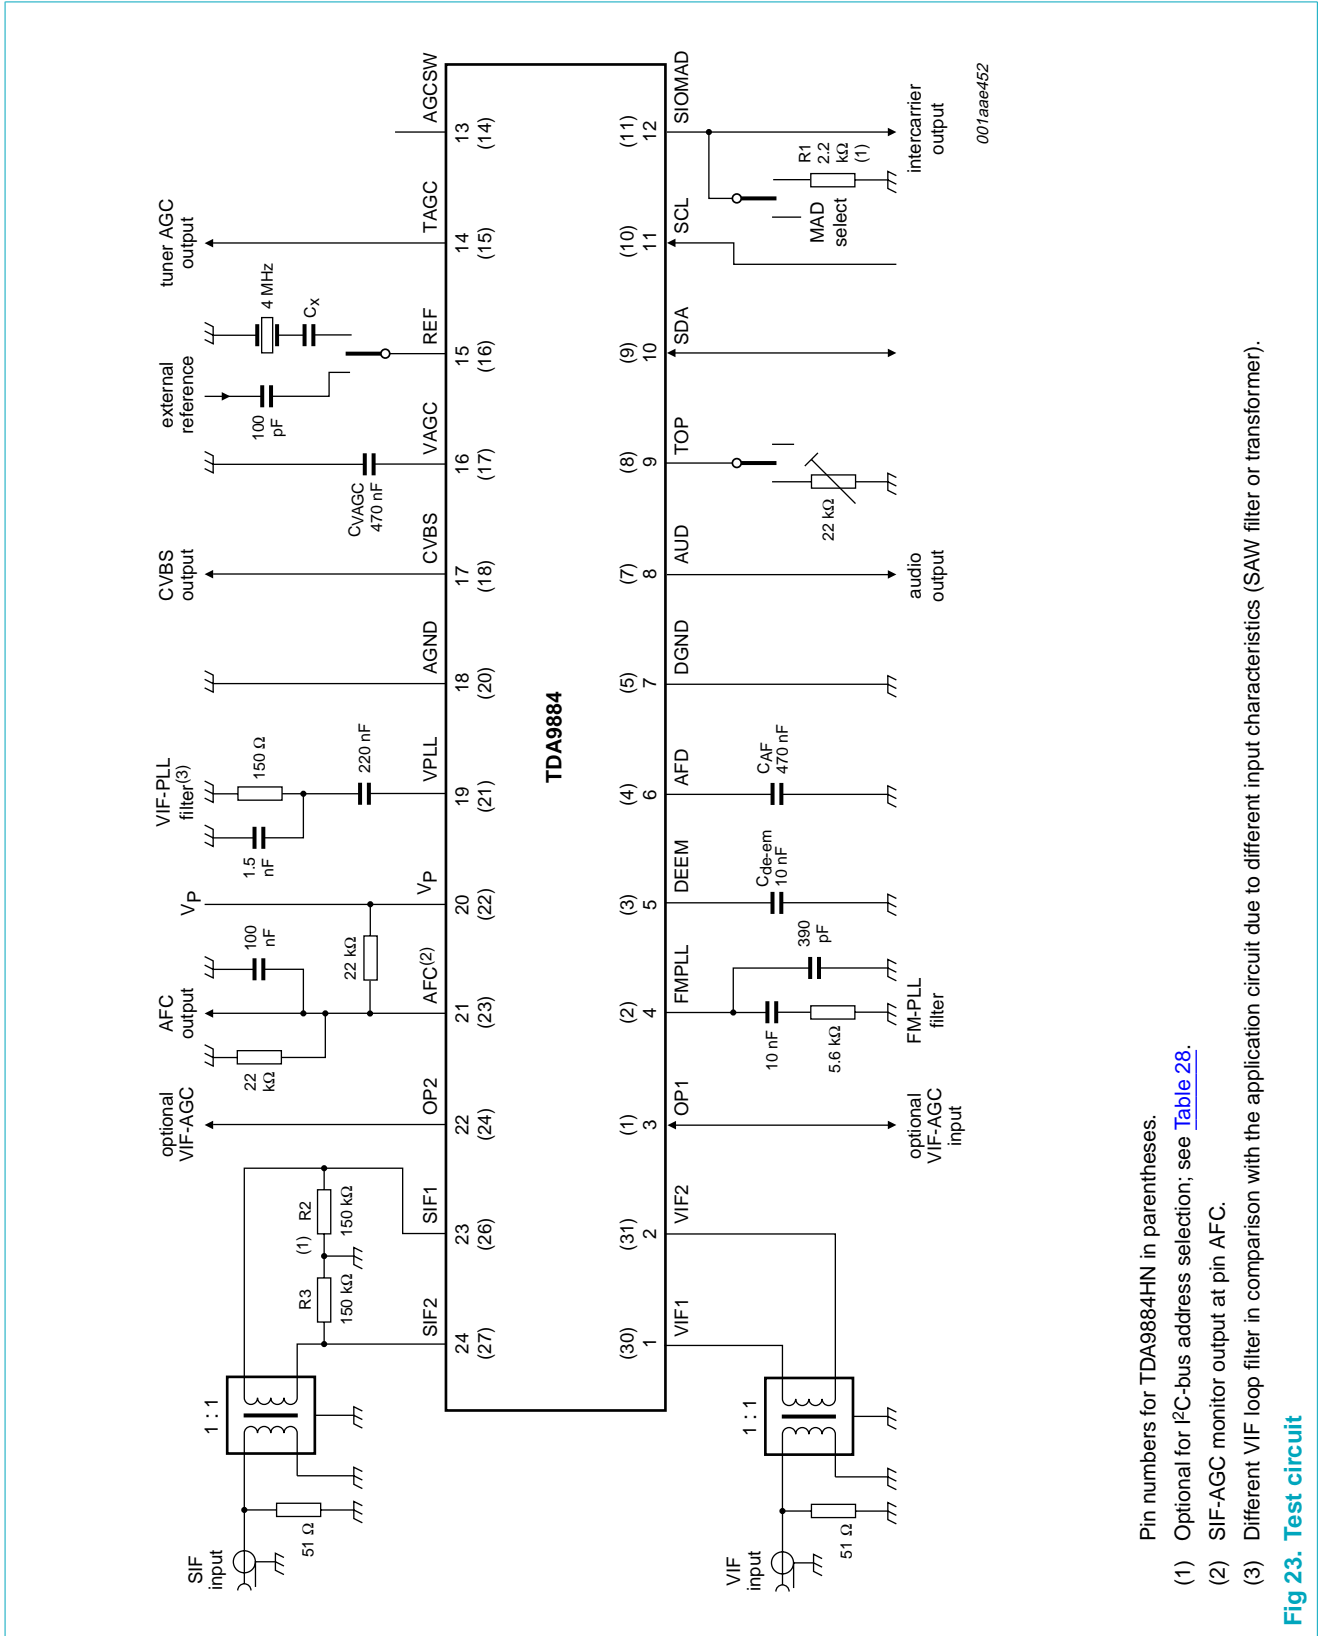 SIF
input
51 Ω
1 : 1
R3
150 kΩ
(1)
R2
150 kΩ
optional
VIF-AGC
22
kΩ
AFC
output
100
nF
22 kΩ
VP
VIF-PLL
filter(3)
1.5
nF
150 Ω
220 nF
CVBS
output
CVAGC
470 nF
external
reference
100
pF
4 MHz
Cx
tuner AGC
output
SIF2
SIF1
OP2
AFC(2)
VP
VPLL
AGND
CVBS
VAGC
REF
TAGC
AGCSW
24
23
22
21
20
19
18
17
16
15
14
13
(27)
(26)
(24)
(23)
(22)
(21)
(20)
(18)
(17)
(16)
(15)
(14)
TDA9884
(30)
(31)
(1)
(2)
(3)
(4)
(5)
(7)
(8)
(9)
(10)
(11)
1
2
3
4
5
6
7
8
9
10
11
12
VIF1
VIF2
OP1
FMPLL
DEEM
AFD
DGND
AUD
TOP
SDA
SCL
SIOMAD
VIF
input
51 Ω
1 : 1
optional
VIF-AGC
input
10 nF
5.6 kΩ
390
pF
FM-PLL
filter
Cde-em
10 nF
CAF
470 nF
audio
output
22 kΩ
MAD
select
R1
2.2
kΩ
(1)
intercarrier
output
001aae452
Pin numbers for TDA9884HN in parentheses.
(1) Optional for I2C-bus address selection; see Table 28.
(2) SIF-AGC monitor output at pin AFC.
(3) Different VIF loop filter in comparison with the application circuit due to different input characteristics (SAW filter or transformer).
Fig 23. Test circuit